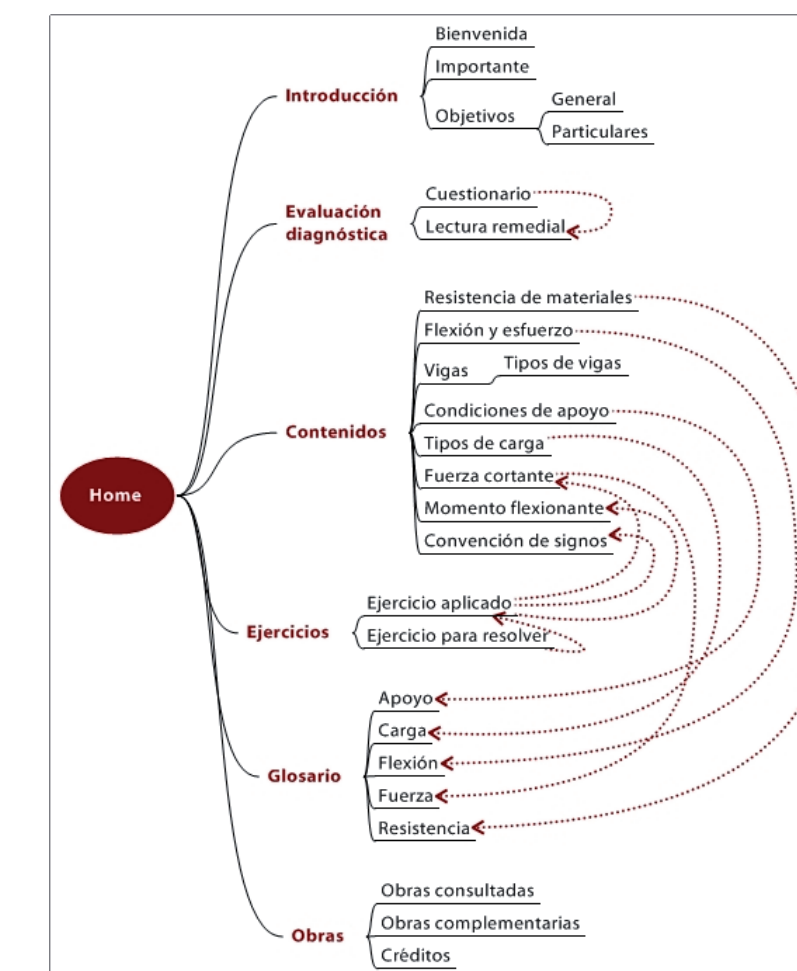 Bienvenida
Importante
Introducción
Objetivos
General
Particulares
Evaluación
diagnóstica
Cuestionario
Lectura remedial
Resistencia de materiales
Flexión y esfuerzo
Vigas
Tipos de vigas
Condiciones de apoyo
Contenidos
Tipos de carga
Fuerza cortante
Momento flexionante
Convención de signos
Home
Ejercicios
Ejercicio aplicado
Ejercicio para resolver
Apoyo
Carga
Glosario
Flexión
Fuerza
Resistencia
Obras consultadas
Obras
Obras complementarias
Créditos